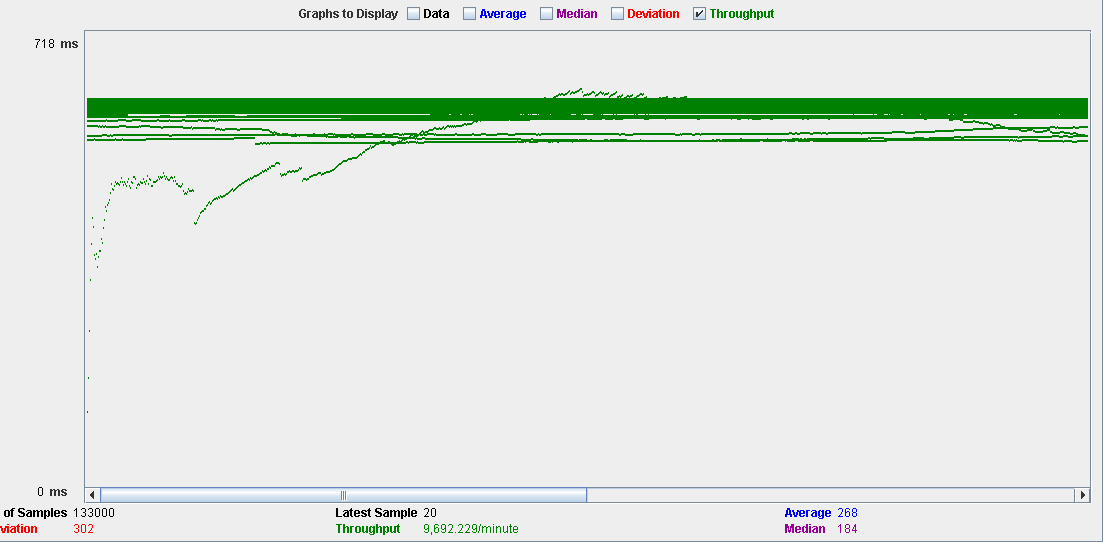 Graphs to Display Data Average Median Deviation Throughput
718 ms
0 ms
of Samples 133000 Latest Sample 20 Average 268
viation 302 Throughput 9,692.229/minute Median 184